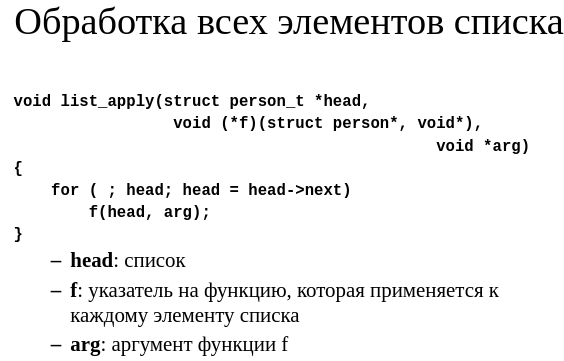 Обработка всех элементов списка
void list_apply(struct person_t *head,
void (*f)(struct person*, void*),
void *arg)
{
for ( ; head; head = head->next)
f(head, arg);
}
– head: список
– f: указатель на функцию, которая применяется к
каждому элементу списка
– arg: аргумент функции f